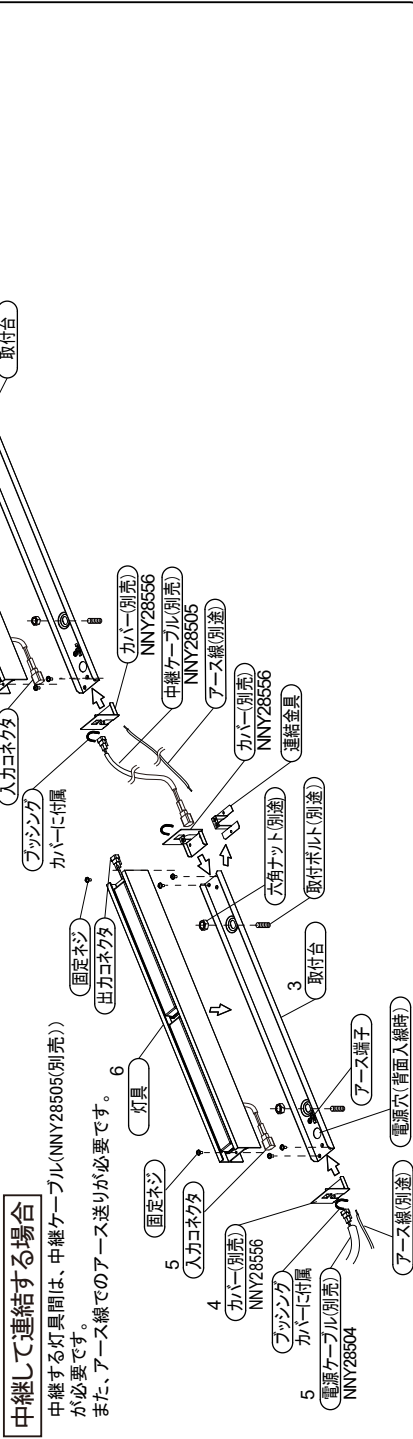 中継して連結する場合
中継する灯具間は、中継ケーブル(NNY28505(別売))
が必要です。
また、アース線でのアース送りが必要です。
取付台
入力コネクタ
ブッシング
カバーに付属
カバー(別売)
NNY28556
中継ケーブル(別売)
NNY28505
アース線(別途)
カバー(別売)
NNY28556
連結金具
六角ナット(別途)
取付ボルト(別途)
固定ネジ
出力コネクタ
6
灯具
3
取付台
固定ネジ
5
入力コネクタ
4
カバー(別売)
NNY28556
ブッシング
カバーに付属
5
電源ケーブル(別売)
NNY28504
アース端子
電源穴(背面入線時)
アース線(別途)